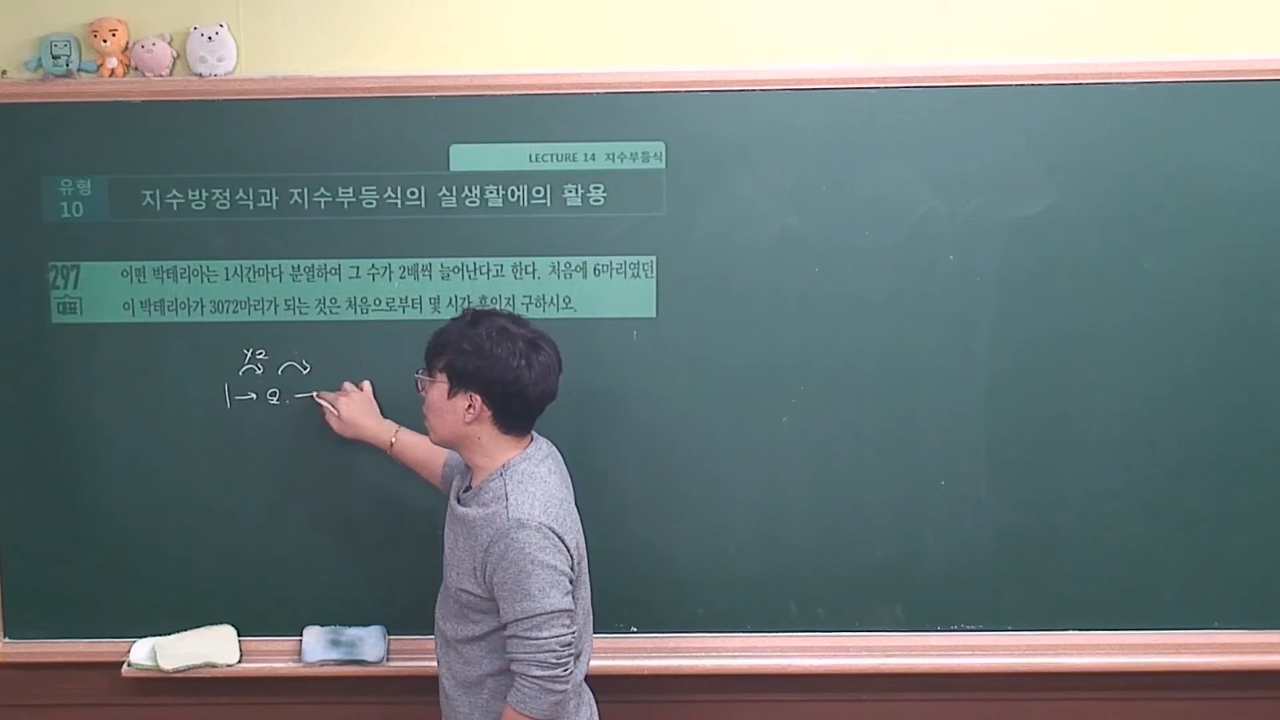 LECTURE 14 지수부등식
유형
10
지수방정식과 지수부등식의 실생활에의 활용
297
대표
어떤 박테리아는 1시간마다 분열하여 그 수가 2배씩 늘어난다고 한다. 처음에 6마리였던
이 박테리아가 3072마리가 되는 것은 처음으로부터 몇 시간 후인지 구하시오.
×2
1→2.→